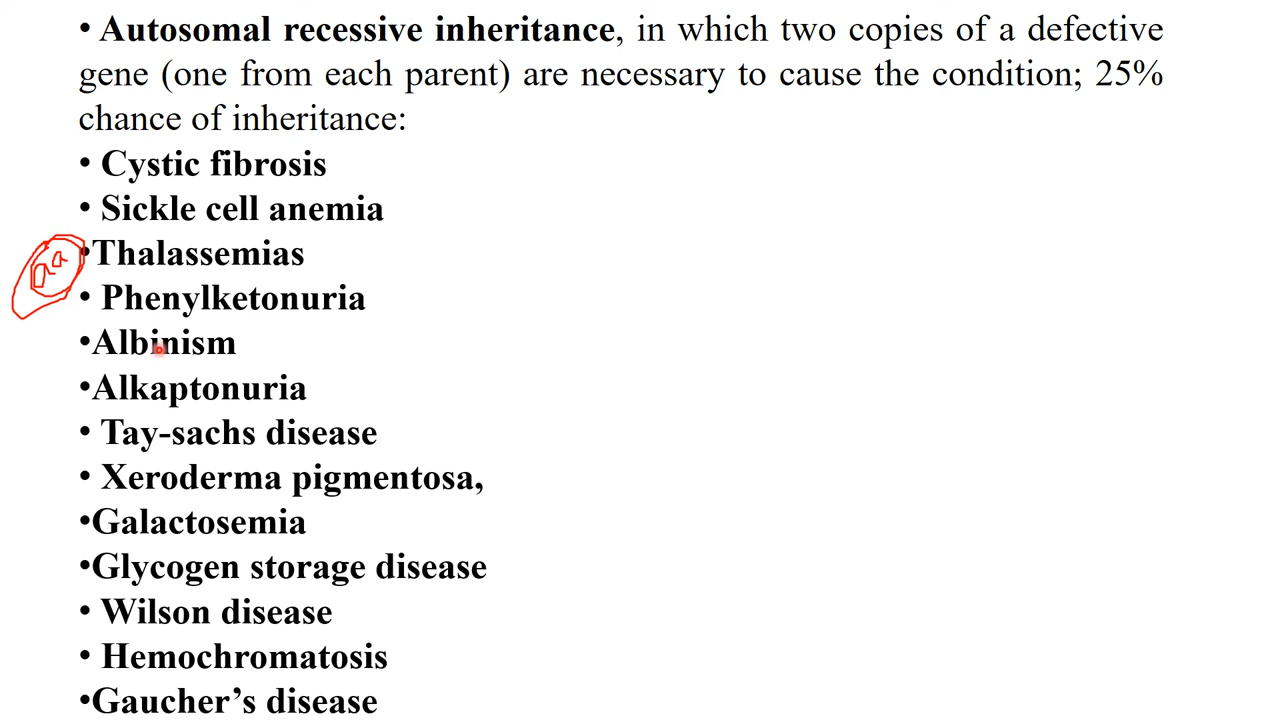 • Autosomal recessive inheritance, in which two copies of a defective
gene (one from each parent) are necessary to cause the condition; 25%
chance of inheritance:
• Cystic fibrosis
• Sickle cell anemia
aa
•Thalassemias
• Phenylketonuria
•Albinism
•Alkaptonuria
• Tay-sachs disease
• Xeroderma pigmentosa,
•Galactosemia
•Glycogen storage disease
• Wilson disease
• Hemochromatosis
•Gaucher’s disease